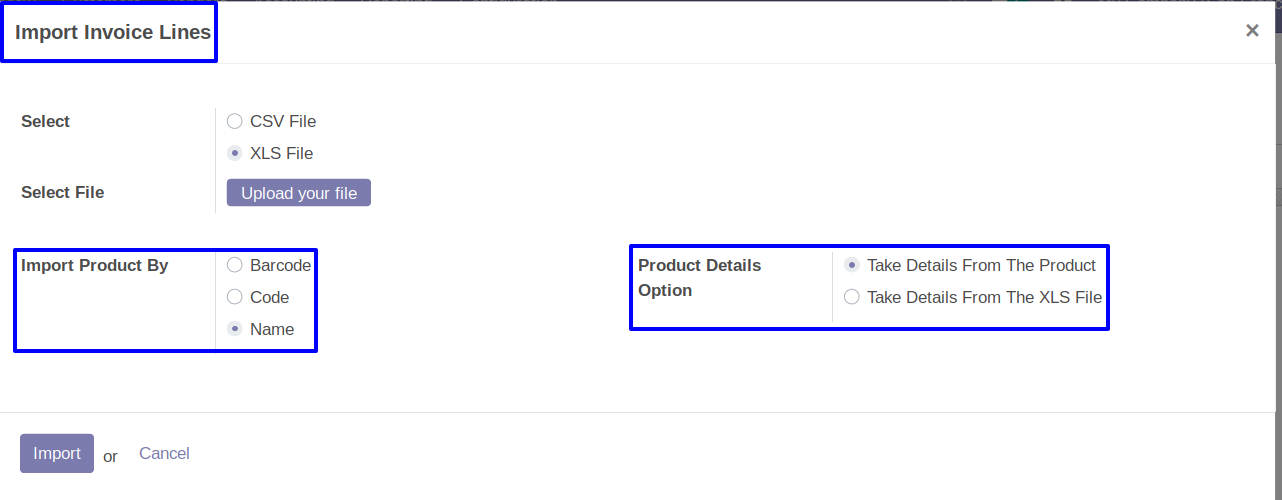 Import Invoice Lines
×
Select
CSV File
XLS File
Select File
Upload your file
Import Product By
Barcode
Code
Name
Product Details
Option
Take Details From The Product
Take Details From The XLS File
Import or Cancel